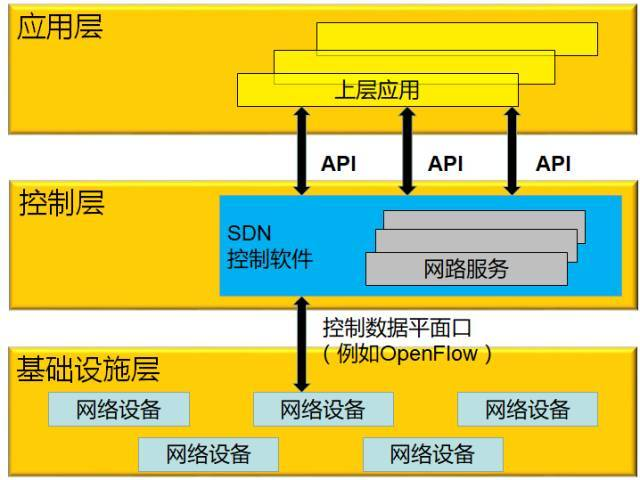 应用层
上层应用
API
API
API
控制层
SDN
控制软件
网路服务
控制数据平面口
（例如OpenFlow）
基础设施层
网络设备
网络设备
网络设备
网络设备
网络设备